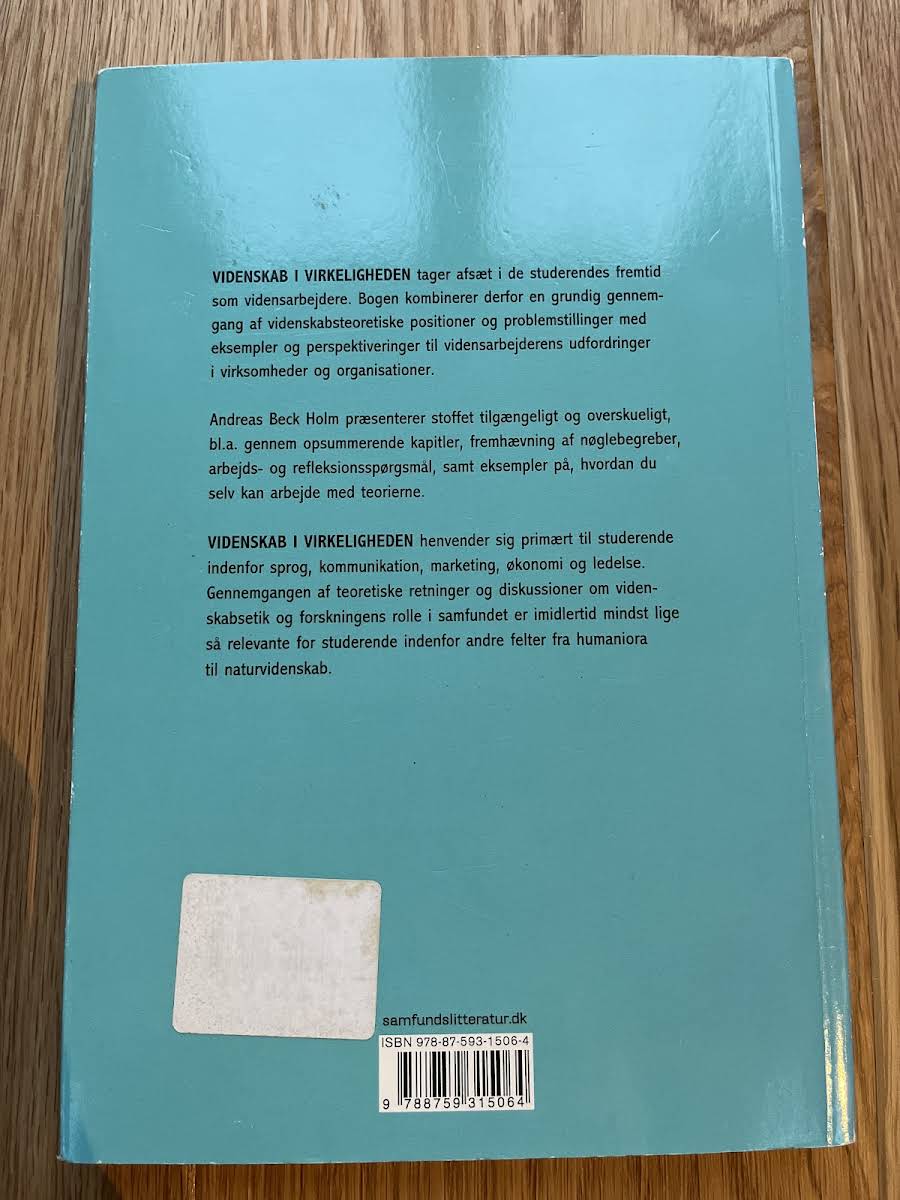 VIDENSKAB I VIRKELIGHEDEN tager afsæt i de studerendes fremtid
som vidensarbejdere. Bogen kombinerer derfor en grundig gennem-
gang af videnskabsteoretiske positioner og problemstillinger med
eksempler og perspektiveringer til vidensarbejderens udfordringer
i virksomheder og organisationer.
Andreas Beck Holm præsenterer stoffet tilgængeligt og overskueligt,
bl.a. gennem opsummerende kapitler, fremhævning af nøglebegreber,
arbejds- og refleksionsspørgsmål, samt eksempler på, hvordan du
selv kan arbejde med teorierne.
VIDENSKAB I VIRKELIGHEDEN henvender sig primært til studerende
indenfor sprog, kommunikation, marketing, økonomi og ledelse.
Gennemgangen af teoretiske retninger og diskussioner om viden-
skabsetik og forskningens rolle i samfundet er imidlertid mindst lige
så relevante for studerende indenfor andre felter fra humaniora
til naturvidenskab.
samfundslitteratur.dk
ISBN 978-87-593-1506-4
9 788759 315064